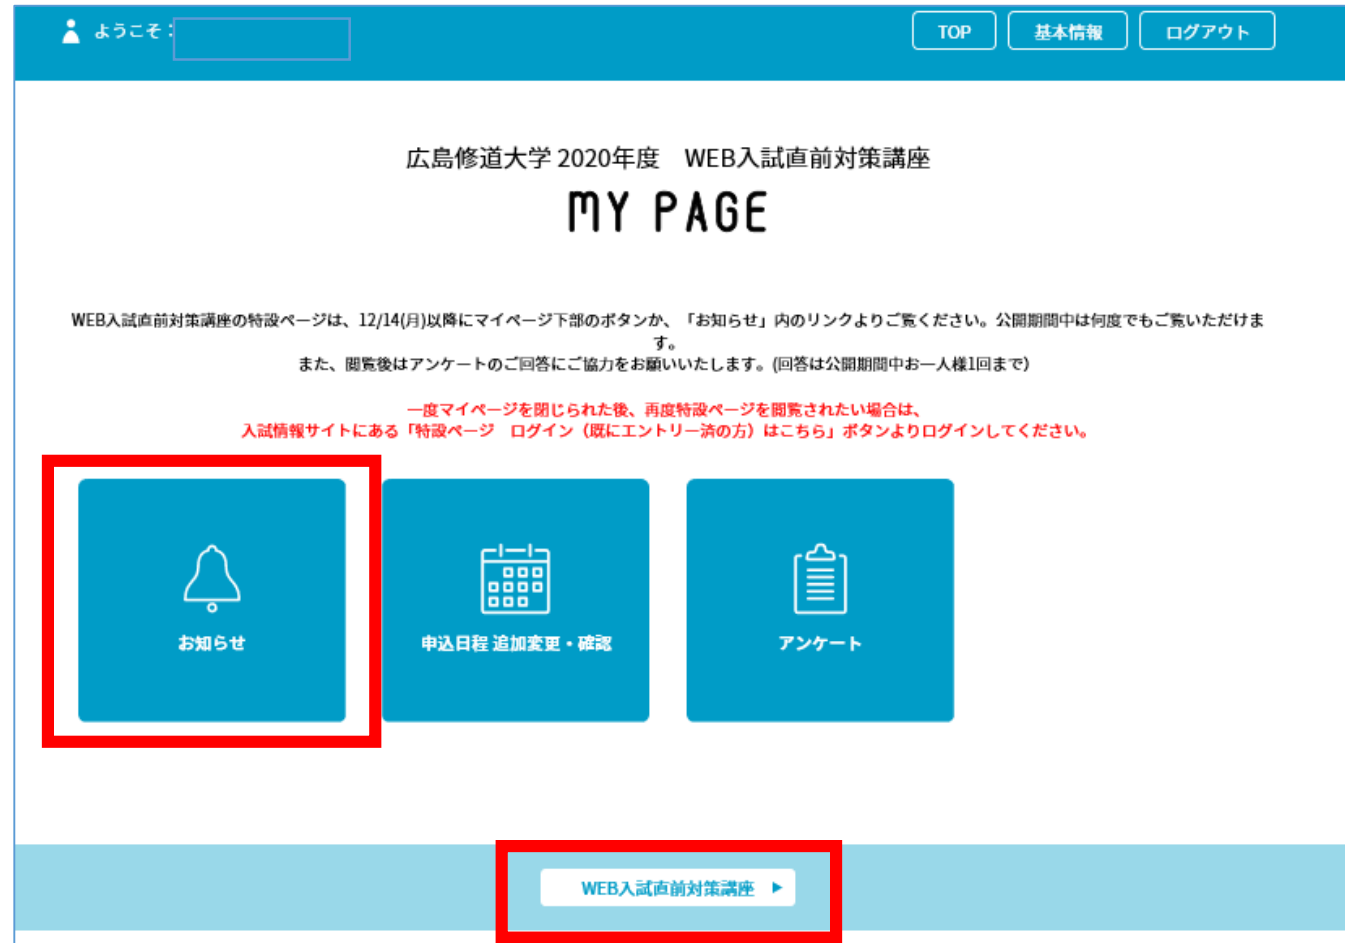 ようこそ：
TOP
基本情報
ログアウト
広島修道大学 2020年度　WEB入試直前対策講座
MY PAGE
WEB入試直前対策講座の特設ページは、12/14(月)以降にマイページ下部のボタンか、「お知らせ」内のリンクよりご覧ください。公開期間中は何度でもご覧いただけま
す。
また、閲覧後はアンケートのご回答にご協力をお願いいたします。(回答は公開期間中お一人様1回まで)
一度マイページを閉じられた後、再度特設ページを閲覧されたい場合は、
入試情報サイトにある「特設ページ　ログイン（既にエントリー済の方）はこちら」ボタンよりログインしてください。
お知らせ
申込日程 追加変更・確認
アンケート
WEB入試直前対策講座